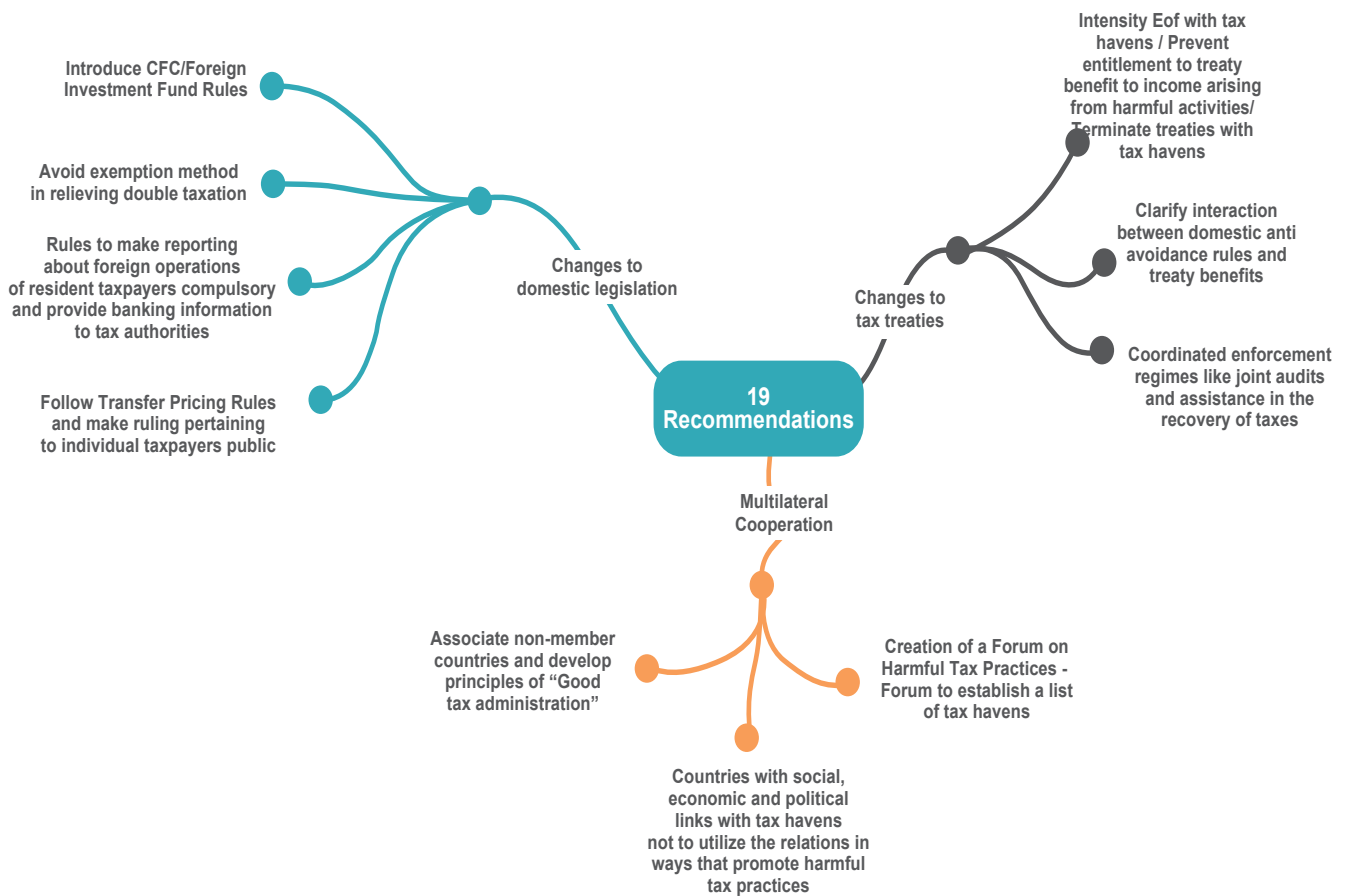 Introduce CFC/Foreign
Investment Fund Rules
Avoid exemption method
in relieving double taxation
Rules to make reporting
about foreign operations
of resident taxpayers compulsory
and provide banking information
to tax authorities
Follow Transfer Pricing Rules
and make ruling pertaining
to individual taxpayers public
Changes to
domestic legislation
19
Recommendations
Changes to
tax treaties
Intensity Eof with tax
havens / Prevent
entitlement to treaty
benefit to income arising
from harmful activities/
Terminate treaties with
tax havens
Clarify interaction
between domestic anti
avoidance rules and
treaty benefits
Coordinated enforcement
regimes like joint audits
and assistance in the
recovery of taxes
Multilateral
Cooperation
Associate non-member
countries and develop
principles of “Good
tax administration”
Countries with social,
economic and political
links with tax havens
not to utilize the relations in
ways that promote harmful
tax practices
Creation of a Forum on
Harmful Tax Practices -
Forum to establish a list
of tax havens